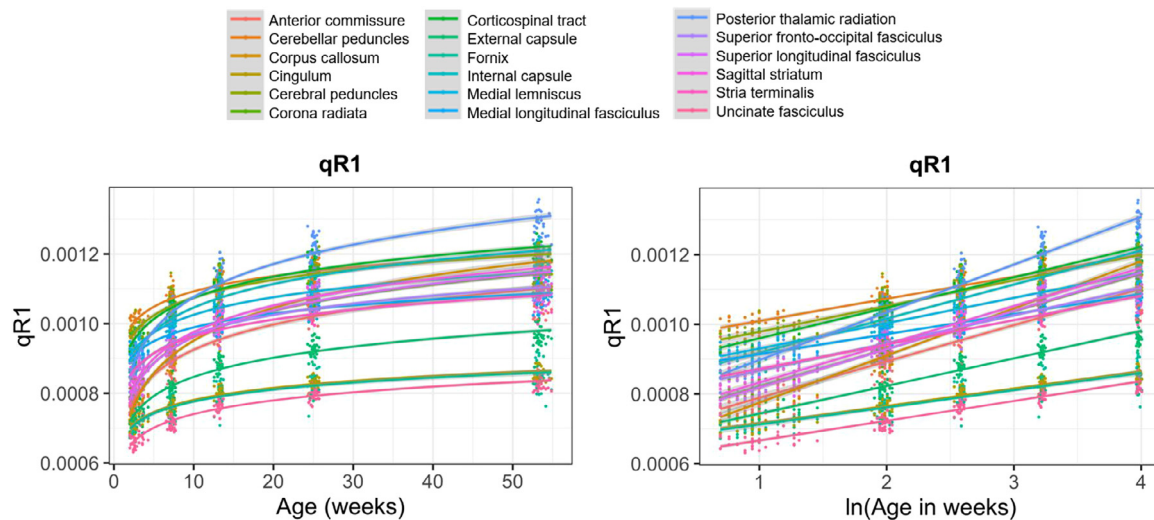 Anterior commissure
Cerebellar peduncles
Corpus callosum
Cingulum
Cerebral peduncles
Corona radiata
Corticospinal tract
External capsule
Fornix
Internal capsule
Medial lemniscus
Medial longitudinal fasciculus
Posterior thalamic radiation
Superior fronto-occipital fasciculus
Superior longitudinal fasciculus
Sagittal striatum
Stria terminalis
Uncinate fasciculus
qR1
qR1
0.0012
0.0010
0.0008
0.0006
0 10 20 30 40 50
Age (weeks)
qR1
qR1
0.0012
0.0010
0.0008
0.0006
1 2 3 4
ln(Age in weeks)